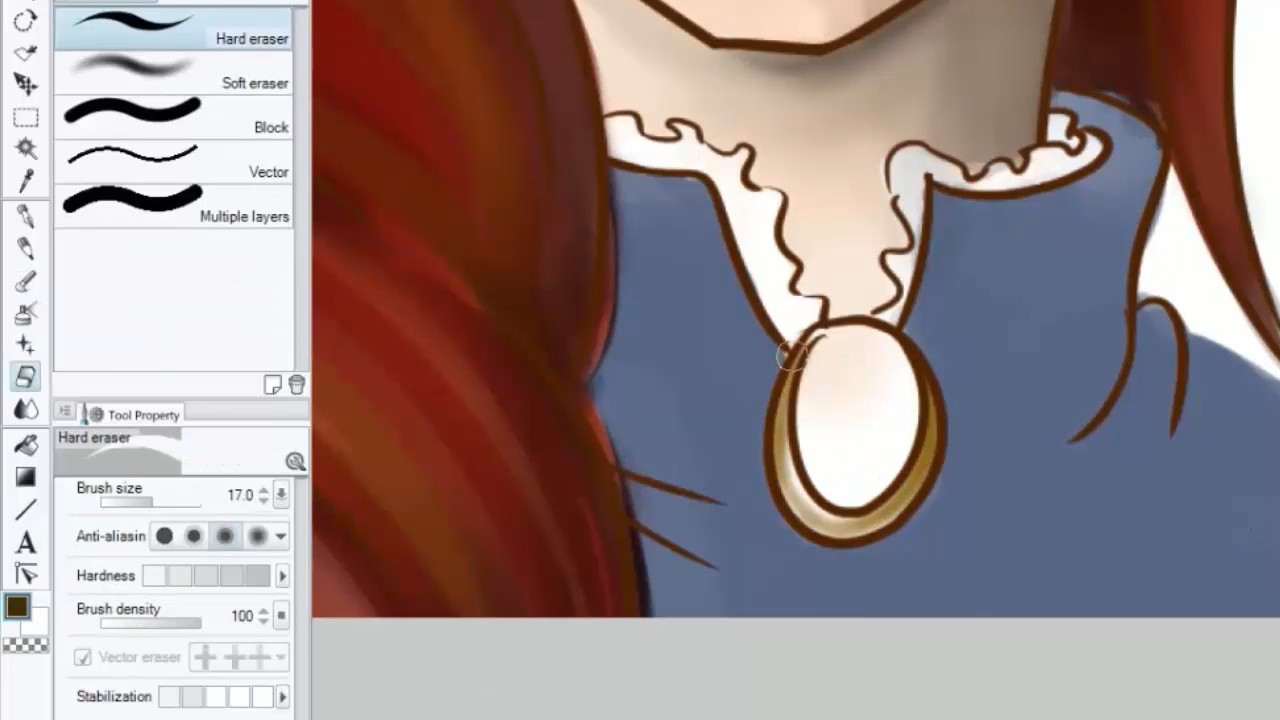 Hard eraser
Soft eraser
Block
Vector
Multiple layers
Tool Property
Hard eraser
Brush size 17.0
Anti-aliasin
Hardness
Brush density 100
Vector eraser
Stabilization